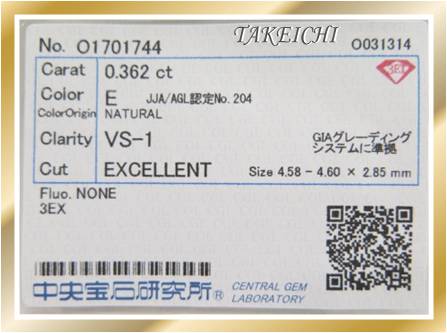 TAKEICHI
No. O1701744 O031314
Carat 0.362 ct
3EX
Color E JJA/AGL認定No.204
ColorOrigin NATURAL
Clarity VS-1 GIAグレーディング
システムに準拠
Cut EXCELLENT Size 4.58 - 4.60 × 2.85 mm
Fluo. NONE
3EX
中央宝石研究所® CENTRAL GEM
LABORATORY